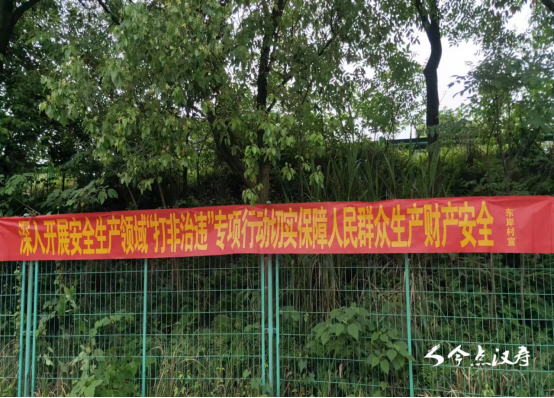 深入开展安全生产领域“打非治违”专项行动切实保障人民群众生产财产安全
东岸村宣
今点汉寿